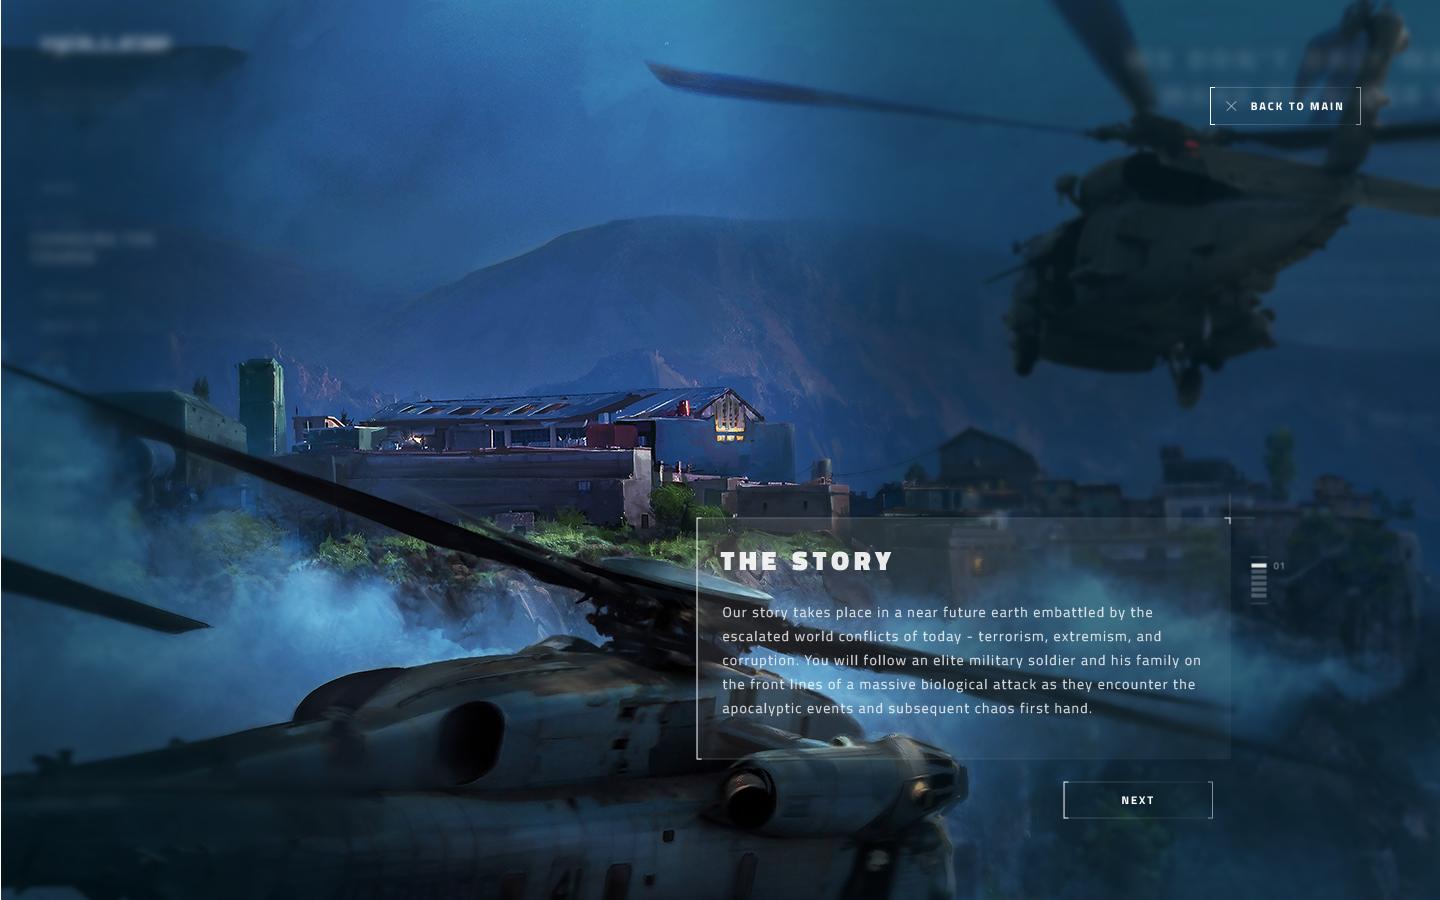 BACK TO MAIN
THE STORY
01
Our story takes place in a near future earth embattled by the
escalated world conflicts of today - terrorism, extremism, and
corruption. You will follow an elite military soldier and his family on
the front lines of a massive biological attack as they encounter the
apocalyptic events and subsequent chaos first hand.
NEXT